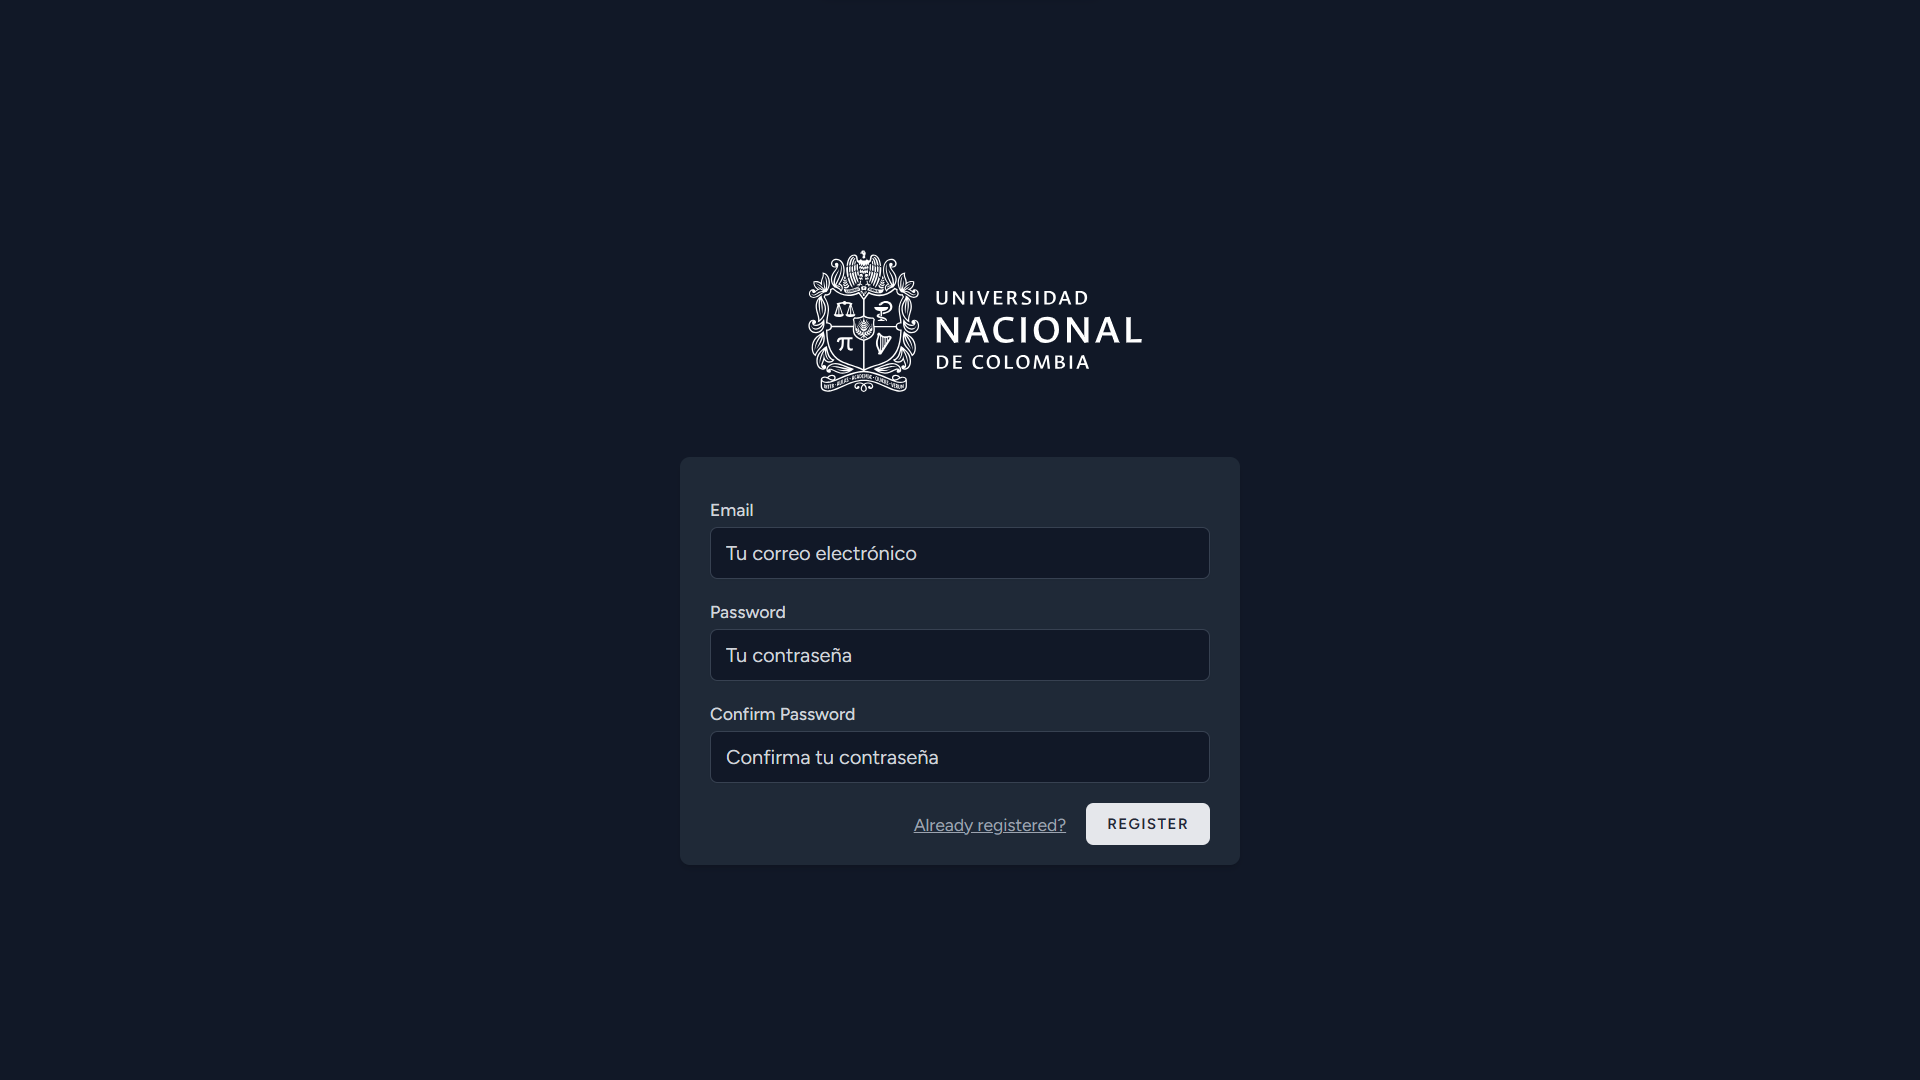 UNIVERSIDAD
NACIONAL
DE COLOMBIA
Email
Tu correo electrónico
Password
Tu contraseña
Confirm Password
Confirma tu contraseña
Already registered?
REGISTER